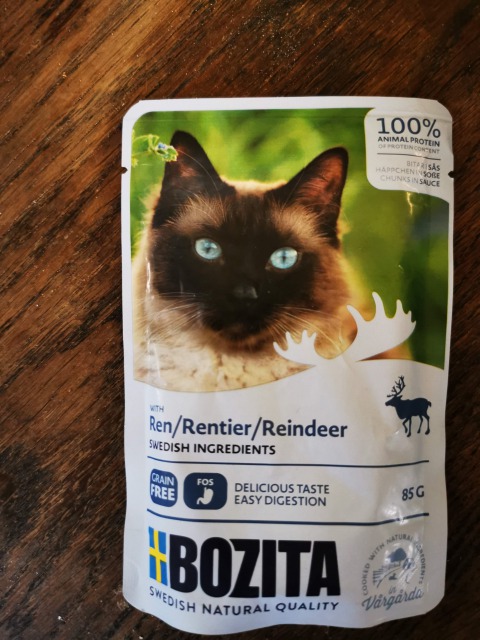 100%
ANIMAL PROTEIN
OF PROTEIN CONTENT
BITAR I SÅS
HÄPPCHEN IN SOßE
CHUNKS IN SAUCE
WITH
Ren/Rentier/Reindeer
SWEDISH INGREDIENTS
GRAIN
FREE
FOS
DELICIOUS TASTE
EASY DIGESTION
85 G
BOZITA
SWEDISH NATURAL QUALITY
COOKED WITH NATURAL INGREDIENTS
Vårgårda